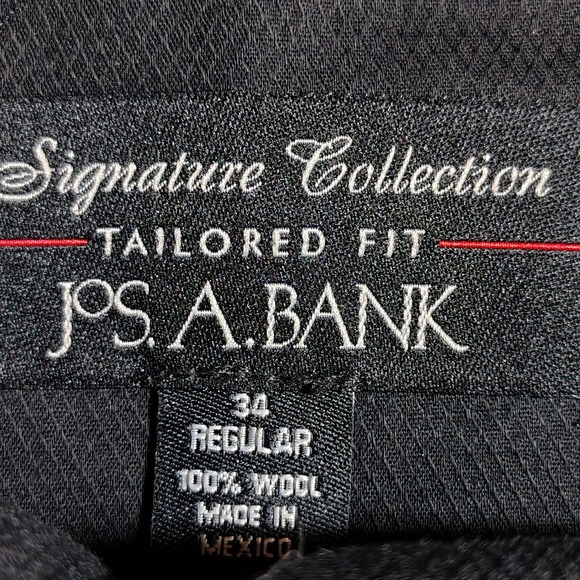 Signature Collection
TAILORED FIT
JOS. A. BANK
34
REGULAR
100% WOOL
MADE IN
MEXICO